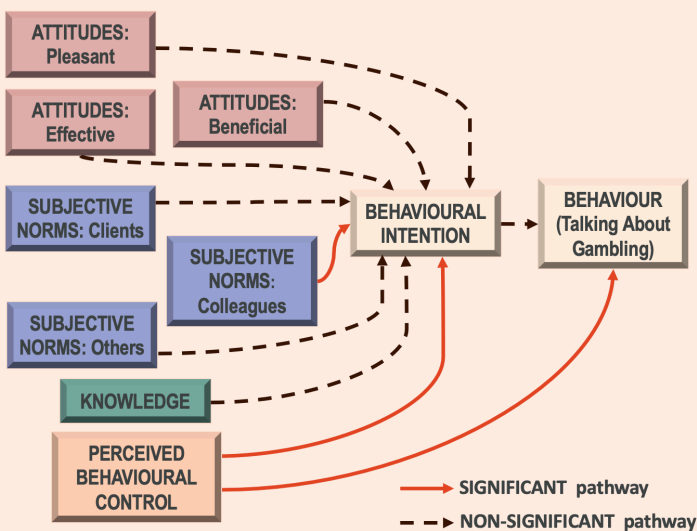 ATTITUDES:
Pleasant
ATTITUDES:
Effective
ATTITUDES:
Beneficial
SUBJECTIVE
NORMS: Clients
SUBJECTIVE
NORMS:
Colleagues
SUBJECTIVE
NORMS: Others
KNOWLEDGE
PERCEIVED
BEHAVIOURAL
CONTROL
BEHAVIOURAL
INTENTION
BEHAVIOUR
(Talking About
Gambling)
SIGNIFICANT pathway
NON-SIGNIFICANT pathway